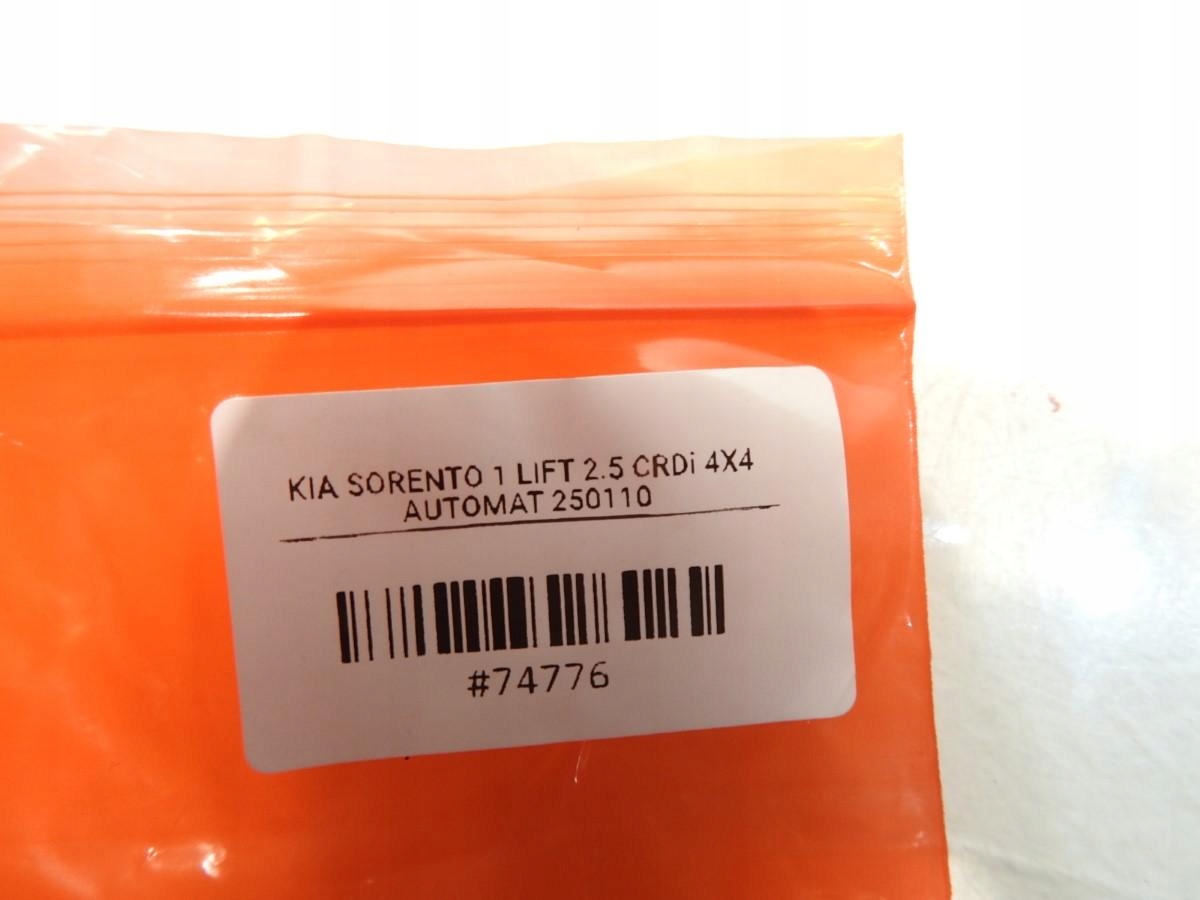 KIA SORENTO 1 LIFT 2.5 CRDi 4X4
AUTOMAT 250110
#74776